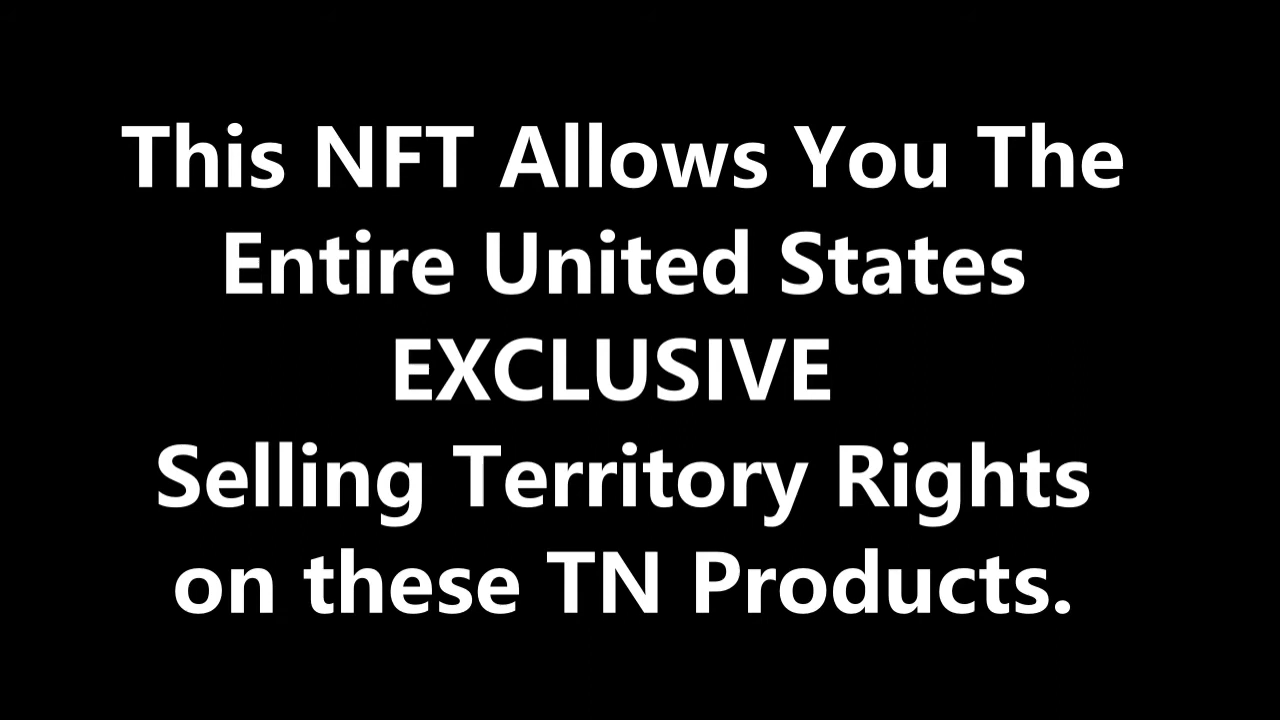 This NFT Allows You The
Entire United States
EXCLUSIVE
Selling Territory Rights
on these TN Products.